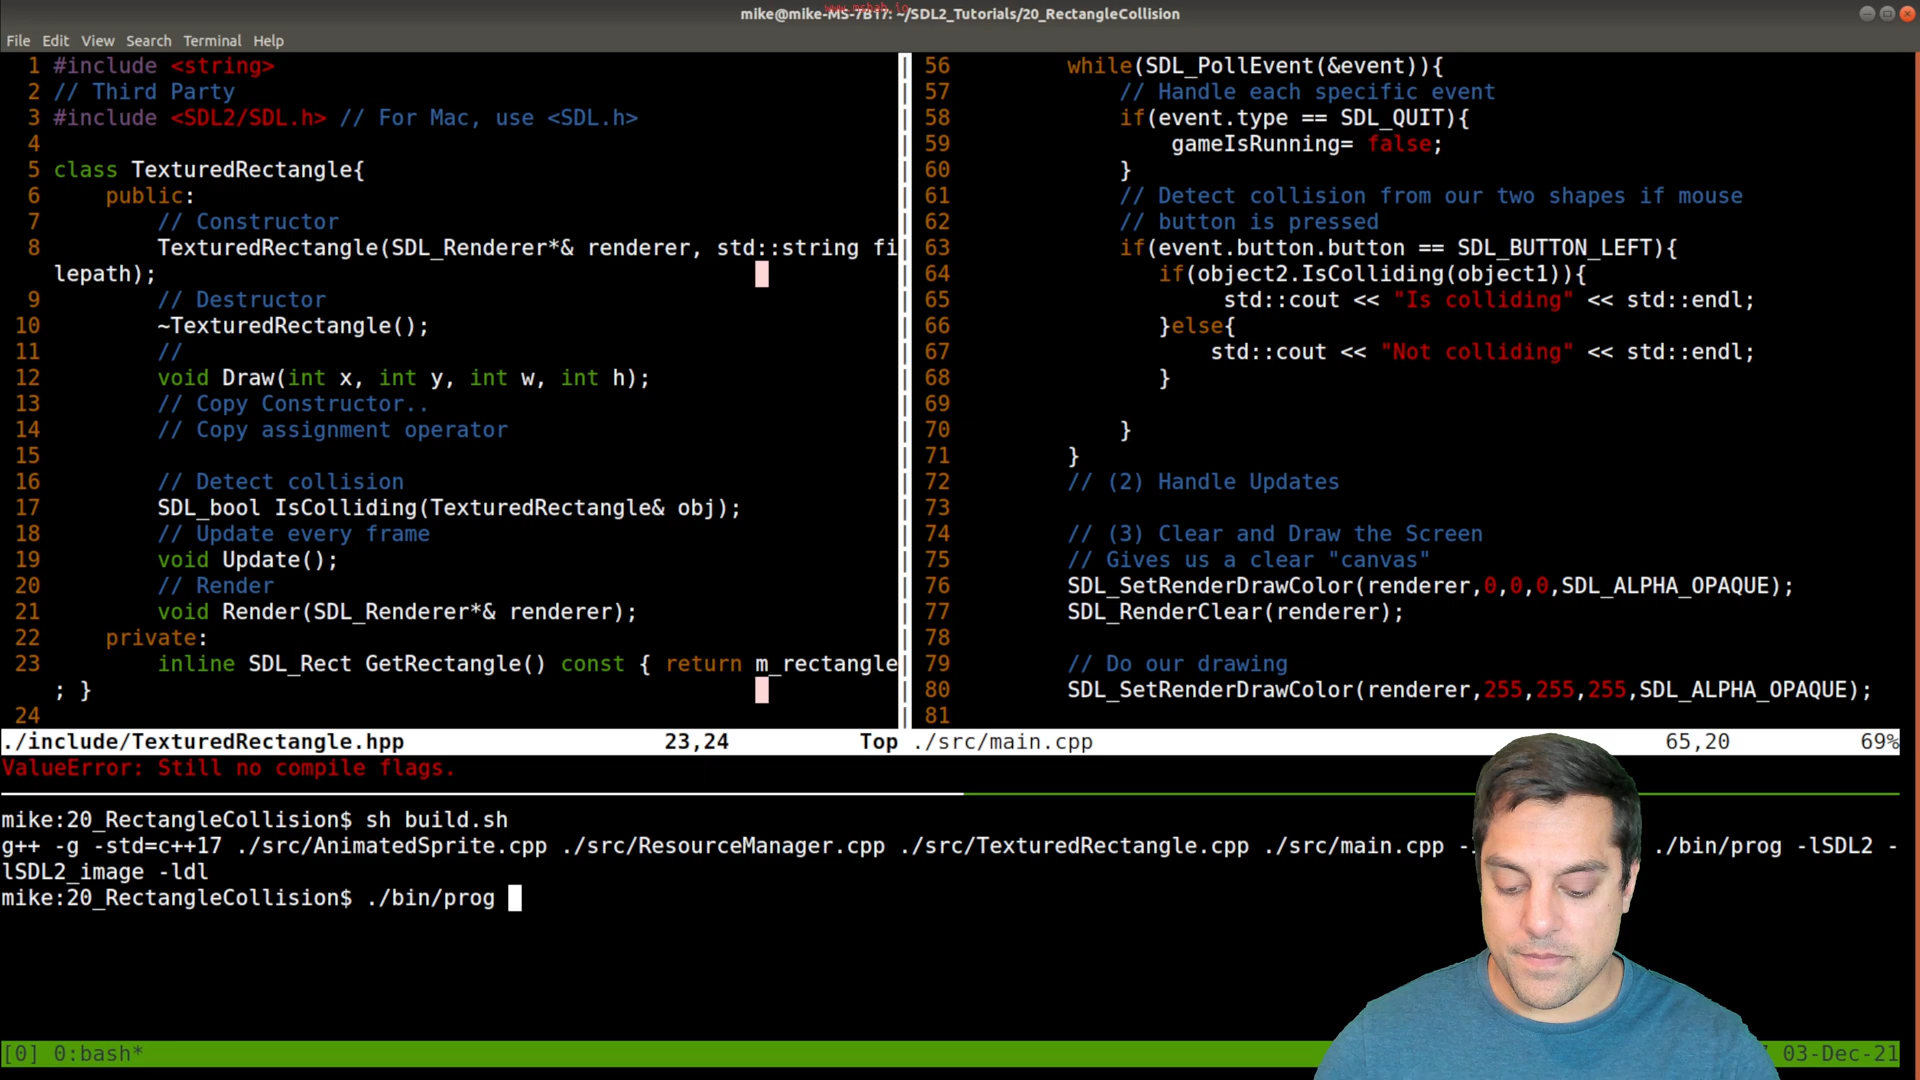 www.mshah.io
mike@mike-MS-7B17: ~/SDL2_Tutorials/20_RectangleCollision
File Edit View Search Terminal Help
1 #include <string>
2 // Third Party
3 #include <SDL2/SDL.h> // For Mac, use <SDL.h>
4
5 class TexturedRectangle{
6 public:
7 // Constructor
8 TexturedRectangle(SDL_Renderer*& renderer, std::string fi
lepath);
9 // Destructor
10 ~TexturedRectangle();
11 //
12 void Draw(int x, int y, int w, int h);
13 // Copy Constructor..
14 // Copy assignment operator
15
16 // Detect collision
17 SDL_bool IsColliding(TexturedRectangle& obj);
18 // Update every frame
19 void Update();
20 // Render
21 void Render(SDL_Renderer*& renderer);
22 private:
23 inline SDL_Rect GetRectangle() const { return m_rectangle
; }
24
./include/TexturedRectangle.hpp 23,24 Top
56 while(SDL_PollEvent(&event)){
57 // Handle each specific event
58 if(event.type == SDL_QUIT){
59 gameIsRunning= false;
60 }
61 // Detect collision from our two shapes if mouse
62 // button is pressed
63 if(event.button.button == SDL_BUTTON_LEFT){
64 if(object2.IsColliding(object1)){
65 std::cout << "Is colliding" << std::endl;
66 }else{
67 std::cout << "Not colliding" << std::endl;
68 }
69
70 }
71 }
72 // (2) Handle Updates
73
74 // (3) Clear and Draw the Screen
75 // Gives us a clear "canvas"
76 SDL_SetRenderDrawColor(renderer,0,0,0,SDL_ALPHA_OPAQUE);
77 SDL_RenderClear(renderer);
78
79 // Do our drawing
80 SDL_SetRenderDrawColor(renderer,255,255,255,SDL_ALPHA_OPAQUE);
81
./src/main.cpp 65,20 69%
ValueError: Still no compile flags.
mike:20_RectangleCollision$ sh build.sh
g++ -g -std=c++17 ./src/AnimatedSprite.cpp ./src/ResourceManager.cpp ./src/TexturedRectangle.cpp ./src/main.cpp ./bin/prog -lSDL2 -
lSDL2_image -ldl
mike:20_RectangleCollision$ ./bin/prog
[0] 0:bash* 03-Dec-21